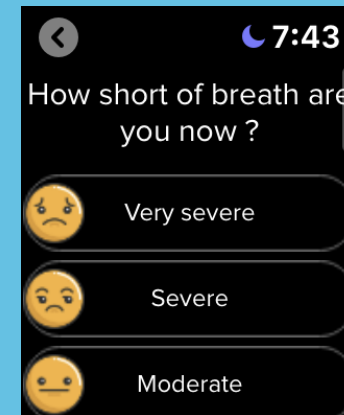 7:43
How short of breath are
you now ?
Very severe
Severe
Moderate